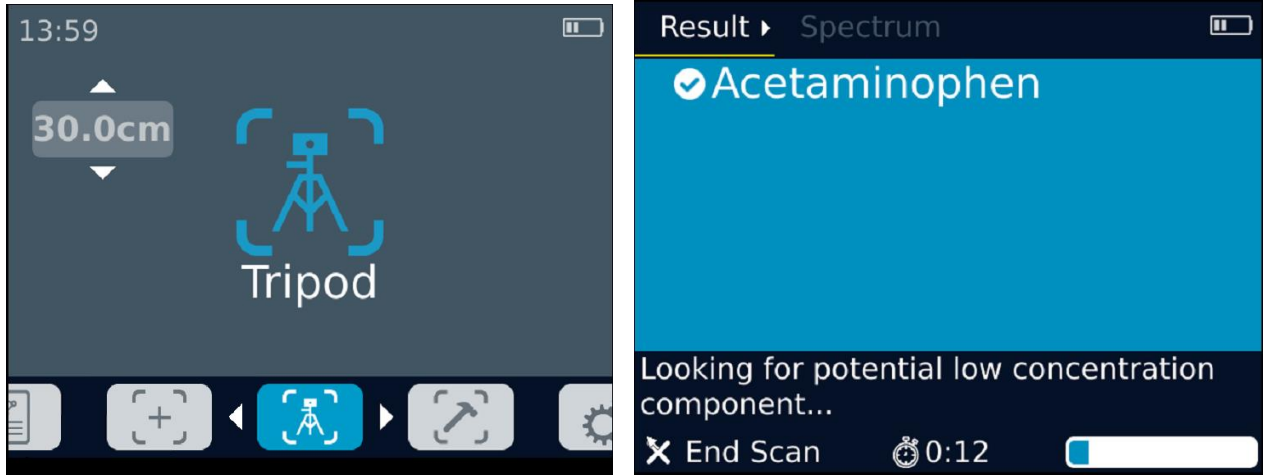 13:59
30.0cm
Tripod
Result Spectrum
Acetaminophen
Looking for potential low concentration
component...
End Scan 0:12